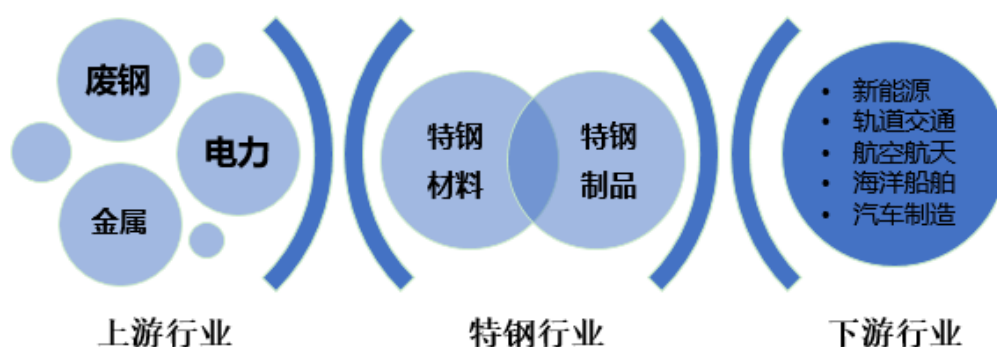 废钢
电力
金属
上游行业
特钢
材料
特钢
制品
特钢行业
• 新能源
• 轨道交通
• 航空航天
• 海洋船舶
• 汽车制造
下游行业